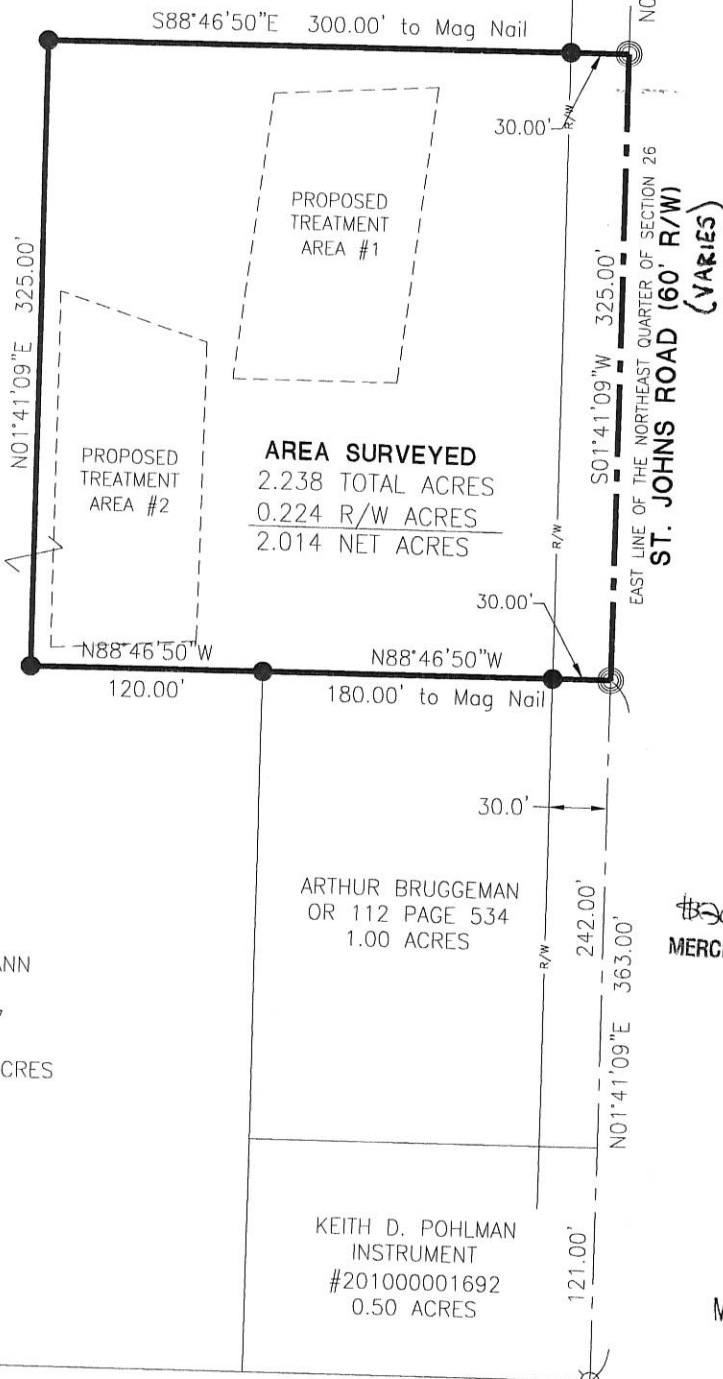 S88°46'50"E 300.00' to Mag Nail
30.00'
R/W
PROPOSED
TREATMENT
AREA #1
N01°41'09"E 325.00'
S01°41'09"W 325.00'
EAST LINE OF THE NORTHEAST QUARTER OF SECTION 26
ST. JOHNS ROAD (60' R/W)
(VARIES)
PROPOSED
TREATMENT
AREA #2
AREA SURVEYED
2.238 TOTAL ACRES
0.224 R/W ACRES
2.014 NET ACRES
R/W
30.00'
N88°46'50"W
N88°46'50"W
120.00'
180.00' to Mag Nail
30.0'
ARTHUR BRUGGEMAN
OR 112 PAGE 534
1.00 ACRES
R/W
242.00'
N01°41'09"E 363.00'
KEITH D. POHLMAN
INSTRUMENT
#201000001692
0.50 ACRES
121.00'